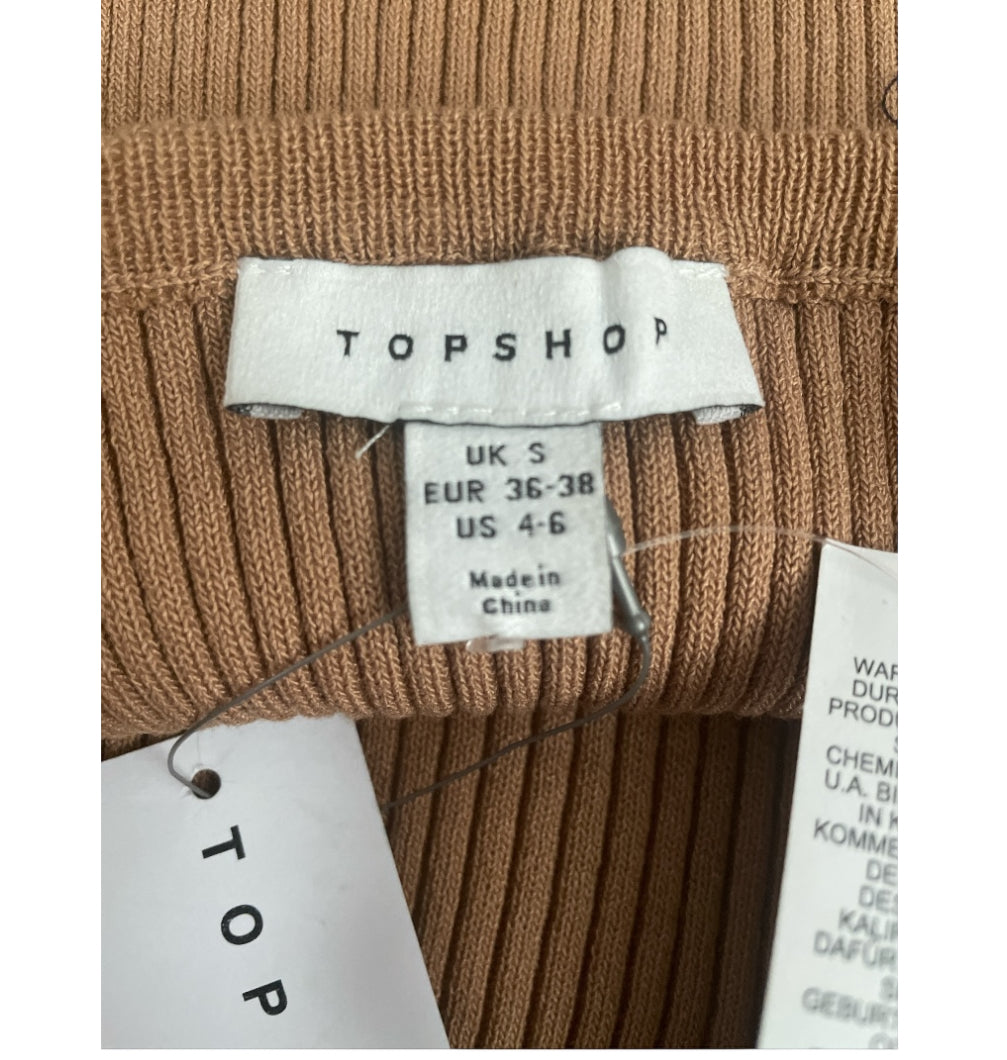 TOPSHOP
UK S
EUR 36-38
US 4-6
Made in
China
TOP
WAR
DUR
PRODU
CHEMI
U.A. BI
IN K
KOMME
DE
DES
KALIF
DAFÜR
GEBURT